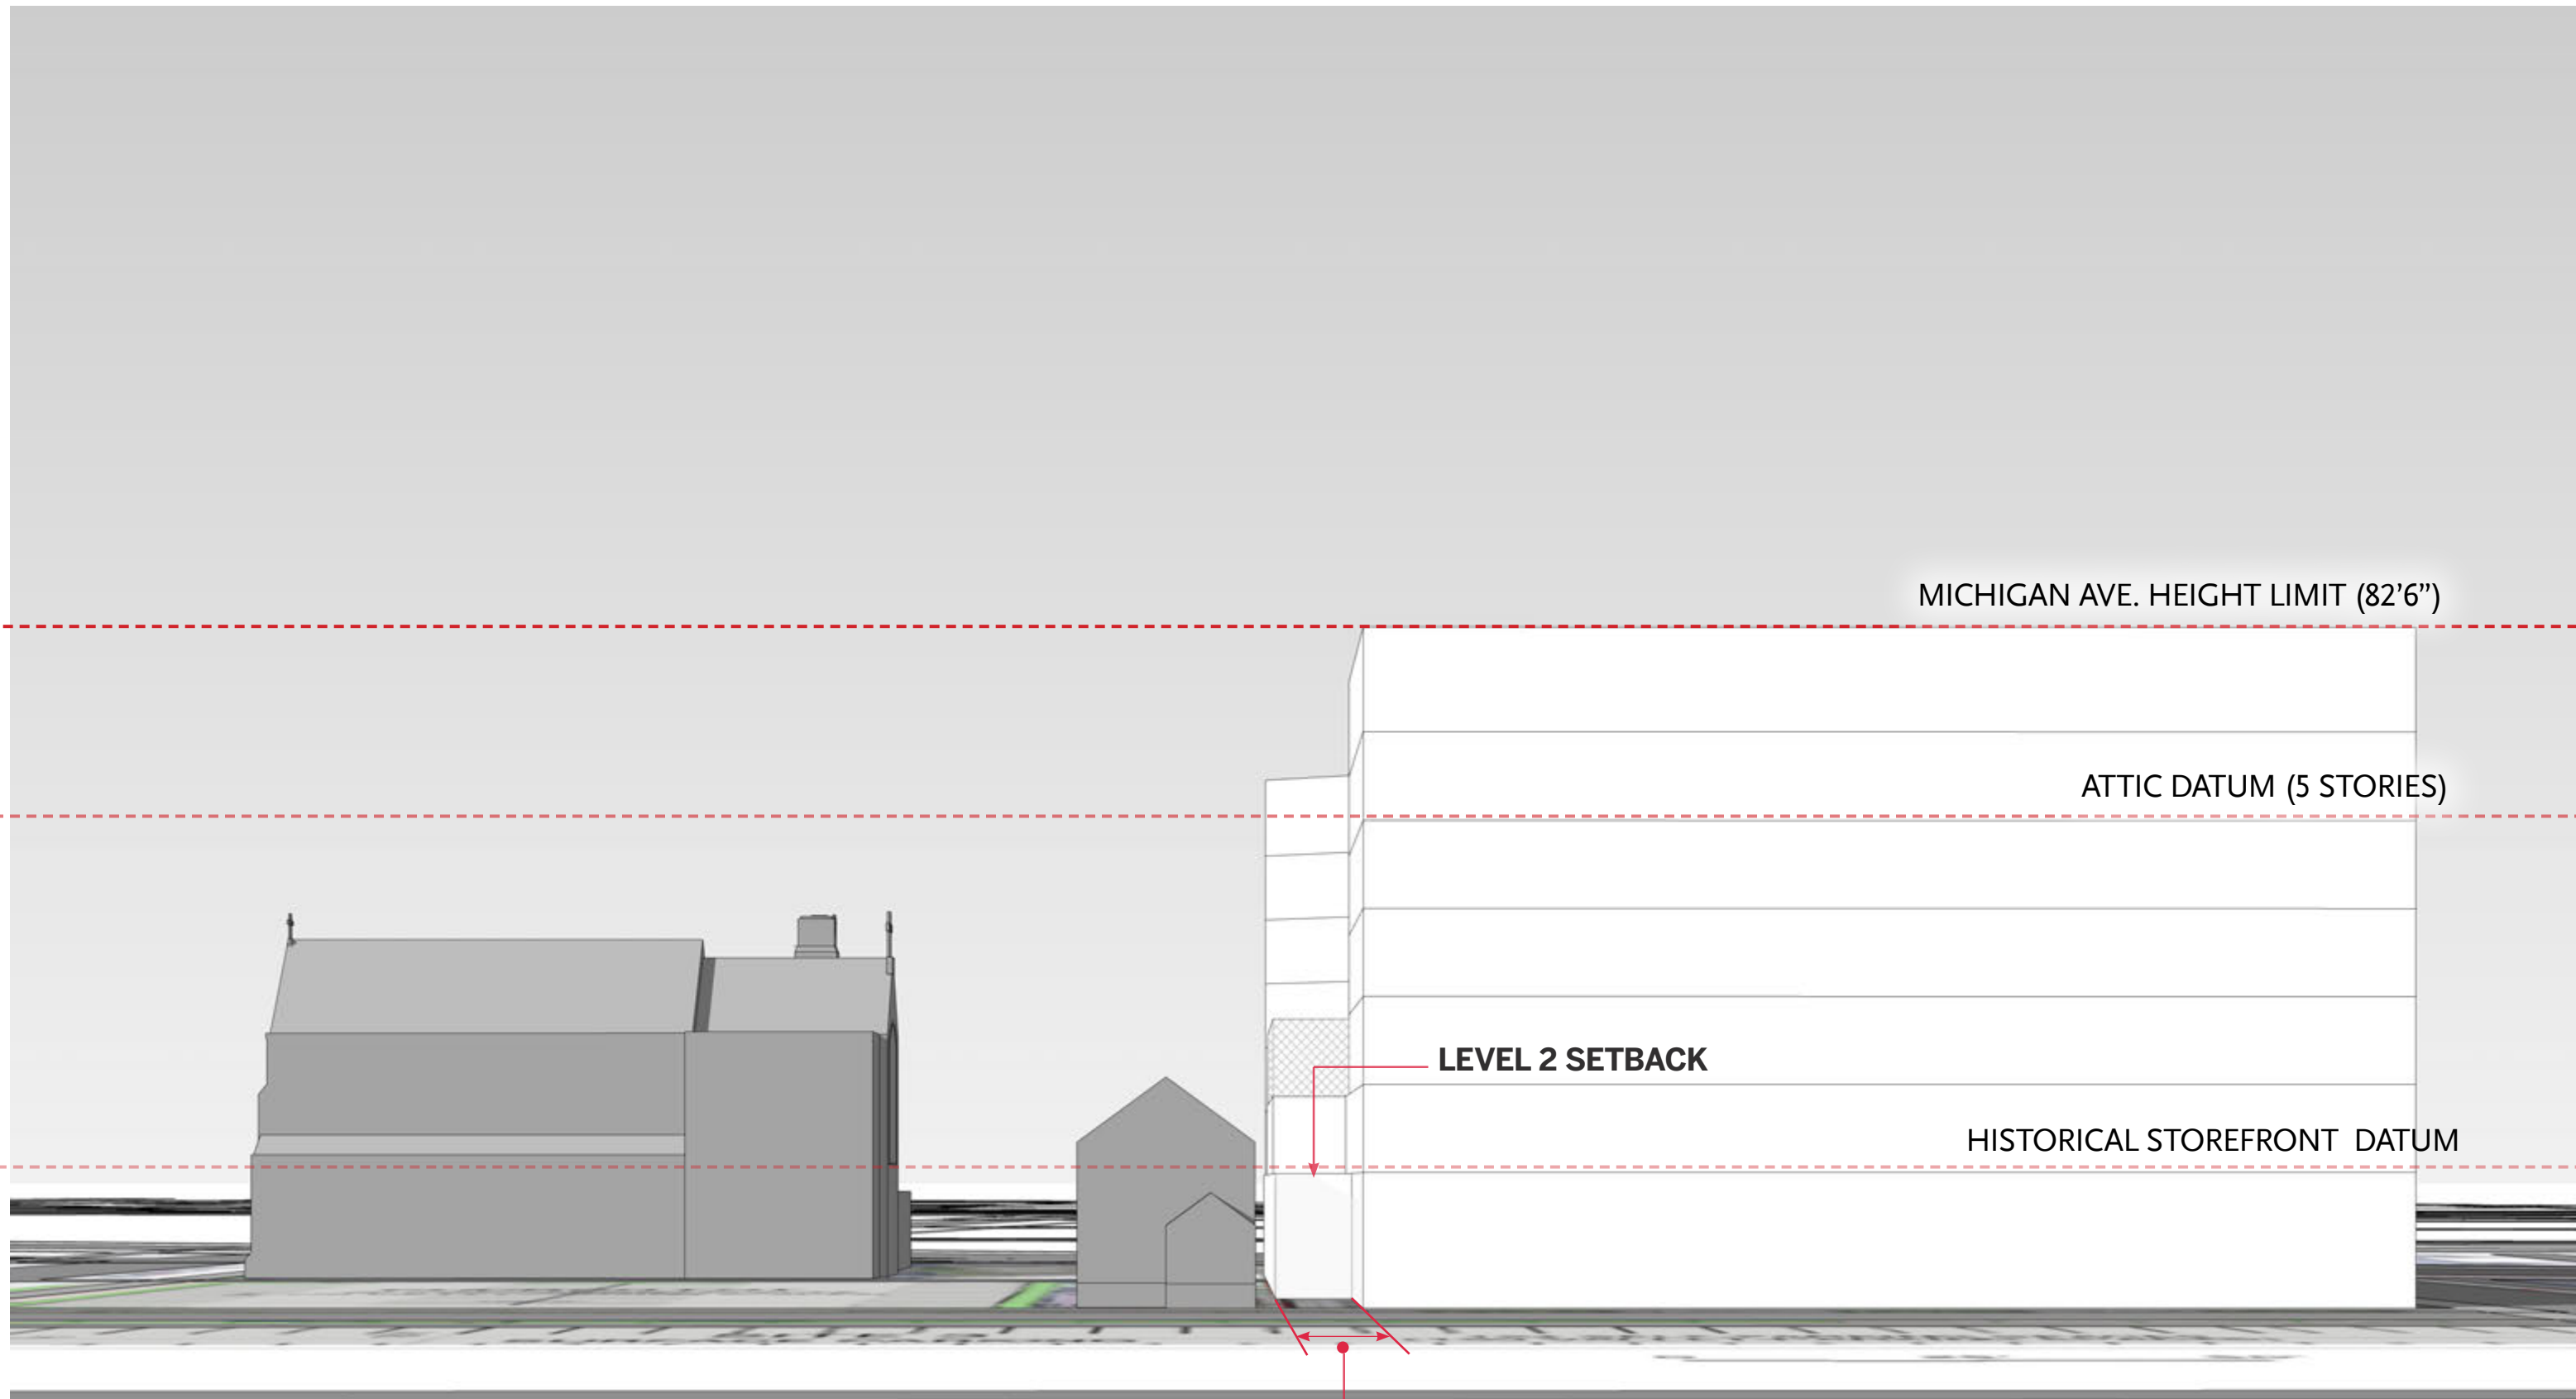 MICHIGAN AVE. HEIGHT LIMIT (82’6”)
ATTIC DATUM (5 STORIES)
LEVEL 2 SETBACK
HISTORICAL STOREFRONT DATUM